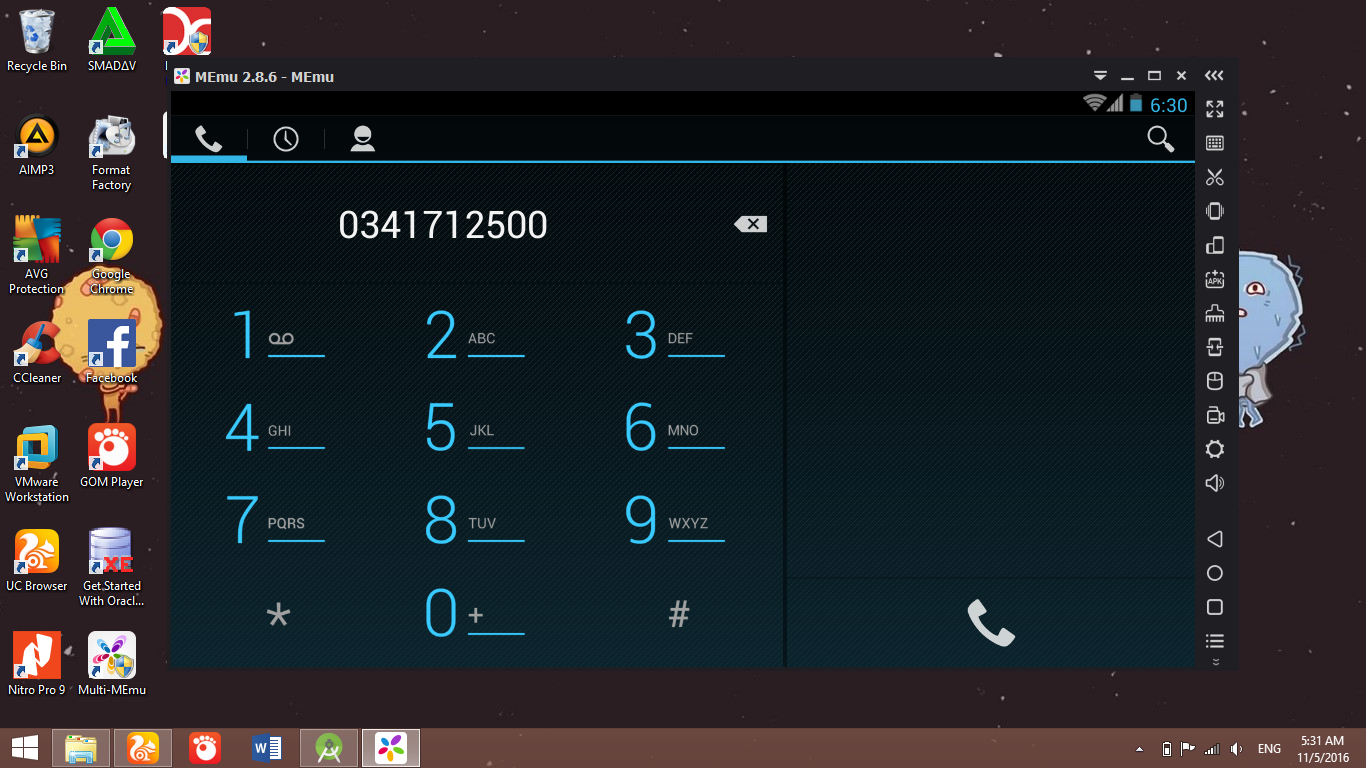 Recycle Bin
SMADΔV
MEmu 2.8.6 - MEmu
6:30
APK
0341712500
1
2 ABC
3 DEF
4 GHI
5 JKL
6 MNO
7 PQRS
8 TUV
9 WXYZ
*
0 +
#
AIMP3
Format
Factory
AVG
Protection
Google
Chrome
CCleaner
Facebook
VMware
Workstation
GOM Player
UC Browser
XE
Get Started
With Oracl...
Nitro Pro 9
Multi-MEmu
ENG
5:31 AM
11/5/2016